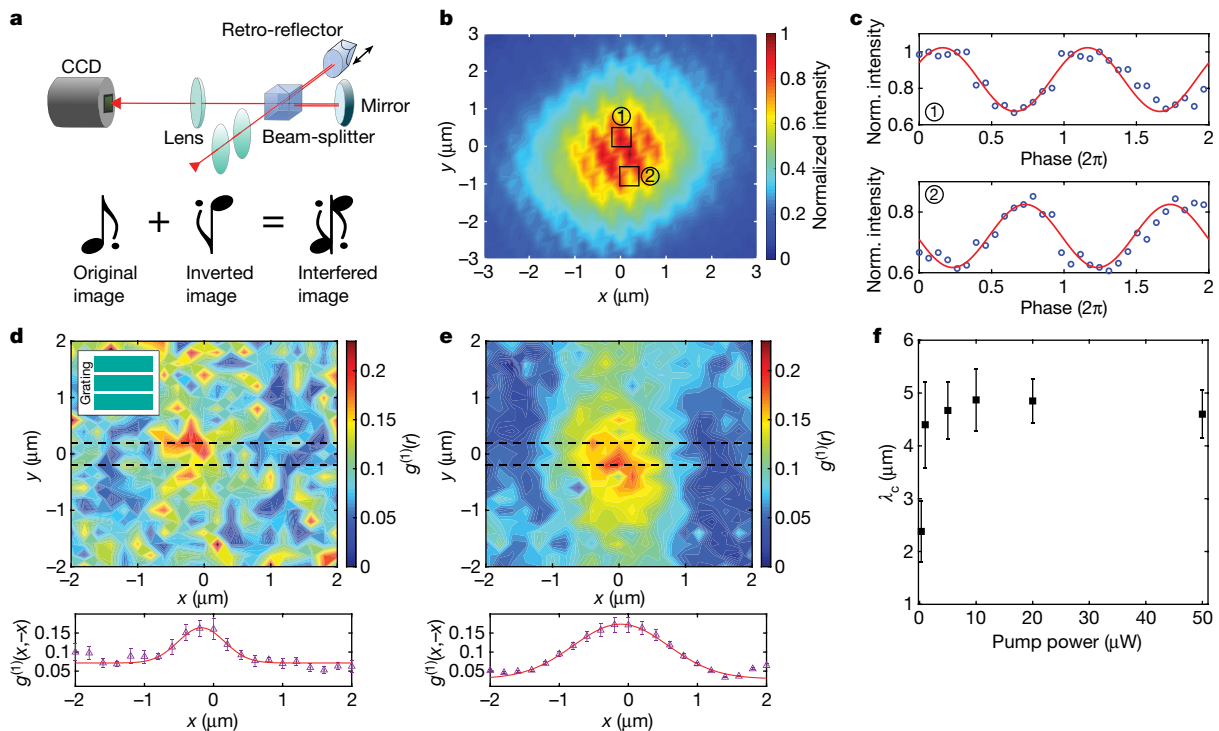 a
Retro-reflector
CCD
Mirror
Lens
Beam-splitter
+
=
Original image
Inverted image
Interfered image
b
3
2
1
0
−1
−2
−3
y (μm)
−3 −2 −1 0 1 2 3
x (μm)
①
②
1
0.8
0.6
0.4
0.2
0
Normalized intensity
c
Norm. intensity
1
0.8
0.6
①
0 0.5 1 1.5 2
Phase (2π)
Norm. intensity
0.8
0.6
②
0 0.5 1 1.5 2
Phase (2π)
d
Grating
2
1
0
−1
−2
y (μm)
−2 −1 0 1 2
x (μm)
0.2
0.15
0.1
0.05
0
g(1)(r)
g(1)(x,−x)
0.15
0.10
0.05
−2 −1 0 1 2
x (μm)
e
2
1
0
−1
−2
y (μm)
−2 −1 0 1 2
x (μm)
0.2
0.15
0.1
0.05
0
g(1)(r)
g(1)(x,−x)
0.15
0.10
0.05
−2 −1 0 1 2
x (μm)
f
6
5
4
3
2
1
λc (μm)
0 10 20 30 40 50
Pump power (μW)